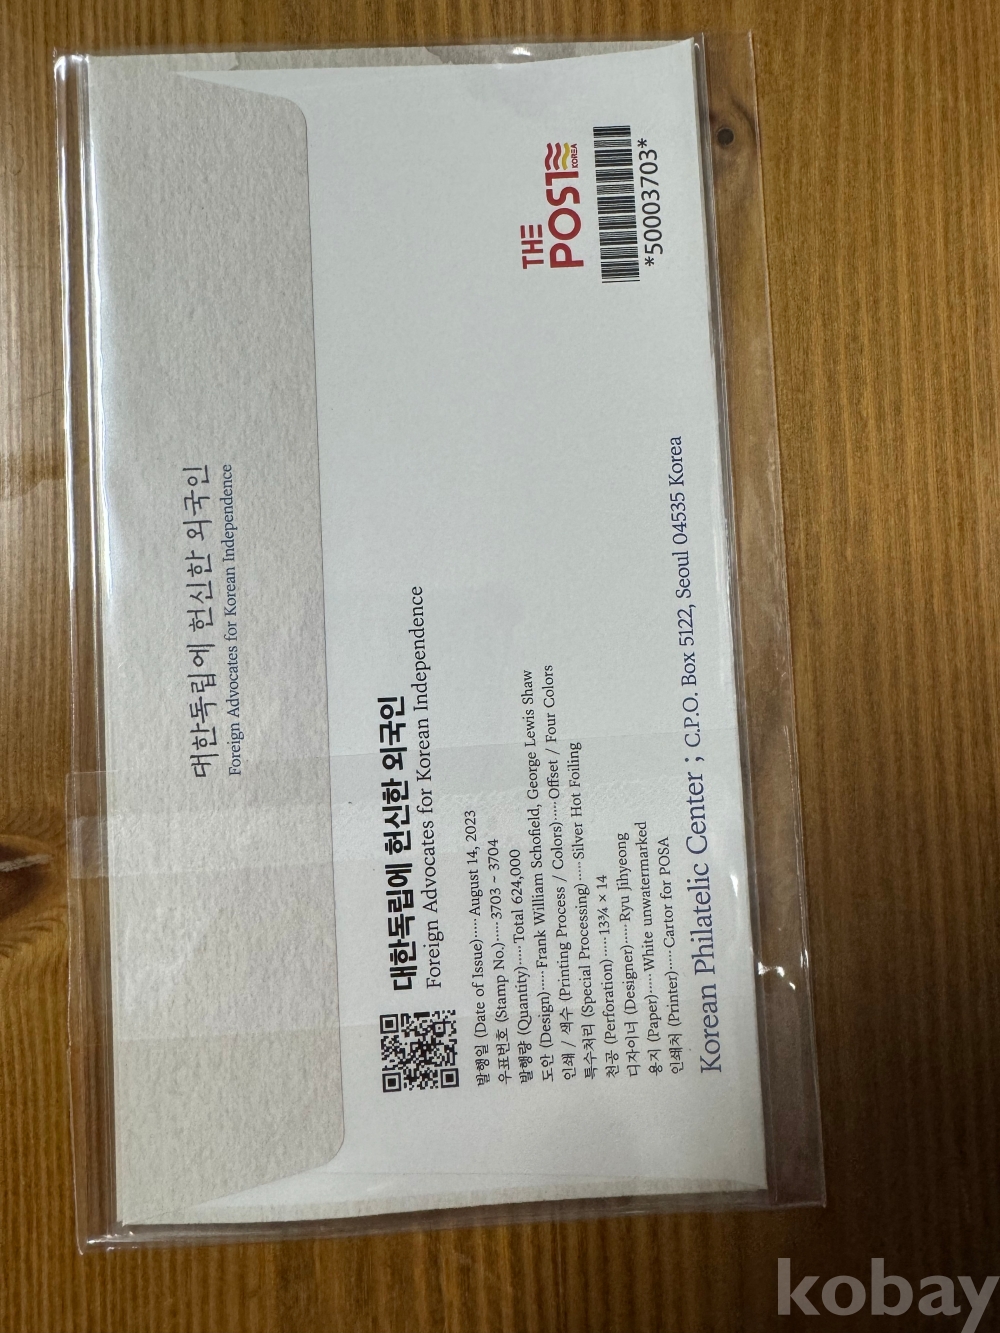 대한독립에 헌신한 외국인
Foreign Advocates for Korean Independence
THE
POST
KOREA
*50003703*
대한독립에 헌신한 외국인
Foreign Advocates for Korean Independence
발행일 (Date of Issue)····· August 14, 2023
우표번호 (Stamp No.)····· 3703 ~ 3704
발행량 (Quantity)····· Total 624,000
도안 (Design)····· Frank William Schofield, George Lewis Shaw
인쇄 / 색수 (Printing Process / Colors)····· Offset / Four Colors
특수처리 (Special Processing)····· Silver Hot Foiling
천공 (Perforation)····· 13¾ × 14
디자이너 (Designer)····· Ryu Jihyeong
용지 (Paper)····· White unwatermarked
인쇄처 (Printer)····· Cartor for POSA
Korean Philatelic Center ; C.P.O. Box 5122, Seoul 04535 Korea
kobay